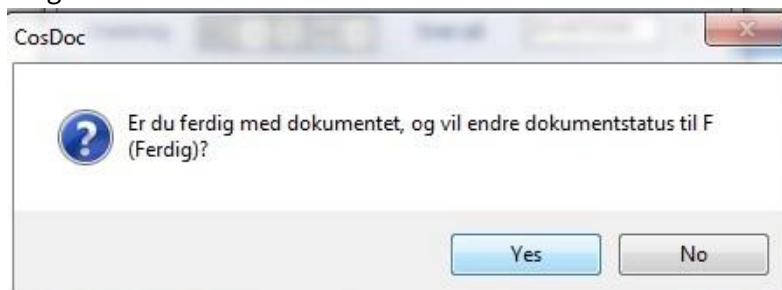 CosDoc
Er du ferdig med dokumentet, og vil endre dokumentstatus til F
(Ferdig)?
Yes
No